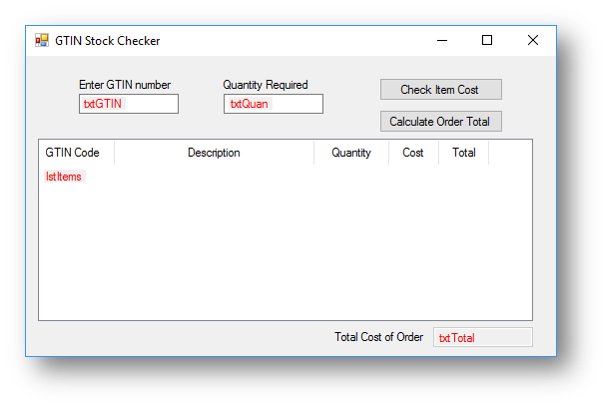 GTIN Stock Checker
Enter GTIN number Quantity Required
Check Item Cost
txtGTIN txtQuan
Calculate Order Total
GTIN Code Description Quantity Cost Total
lstItems
Total Cost of Order txtTotal